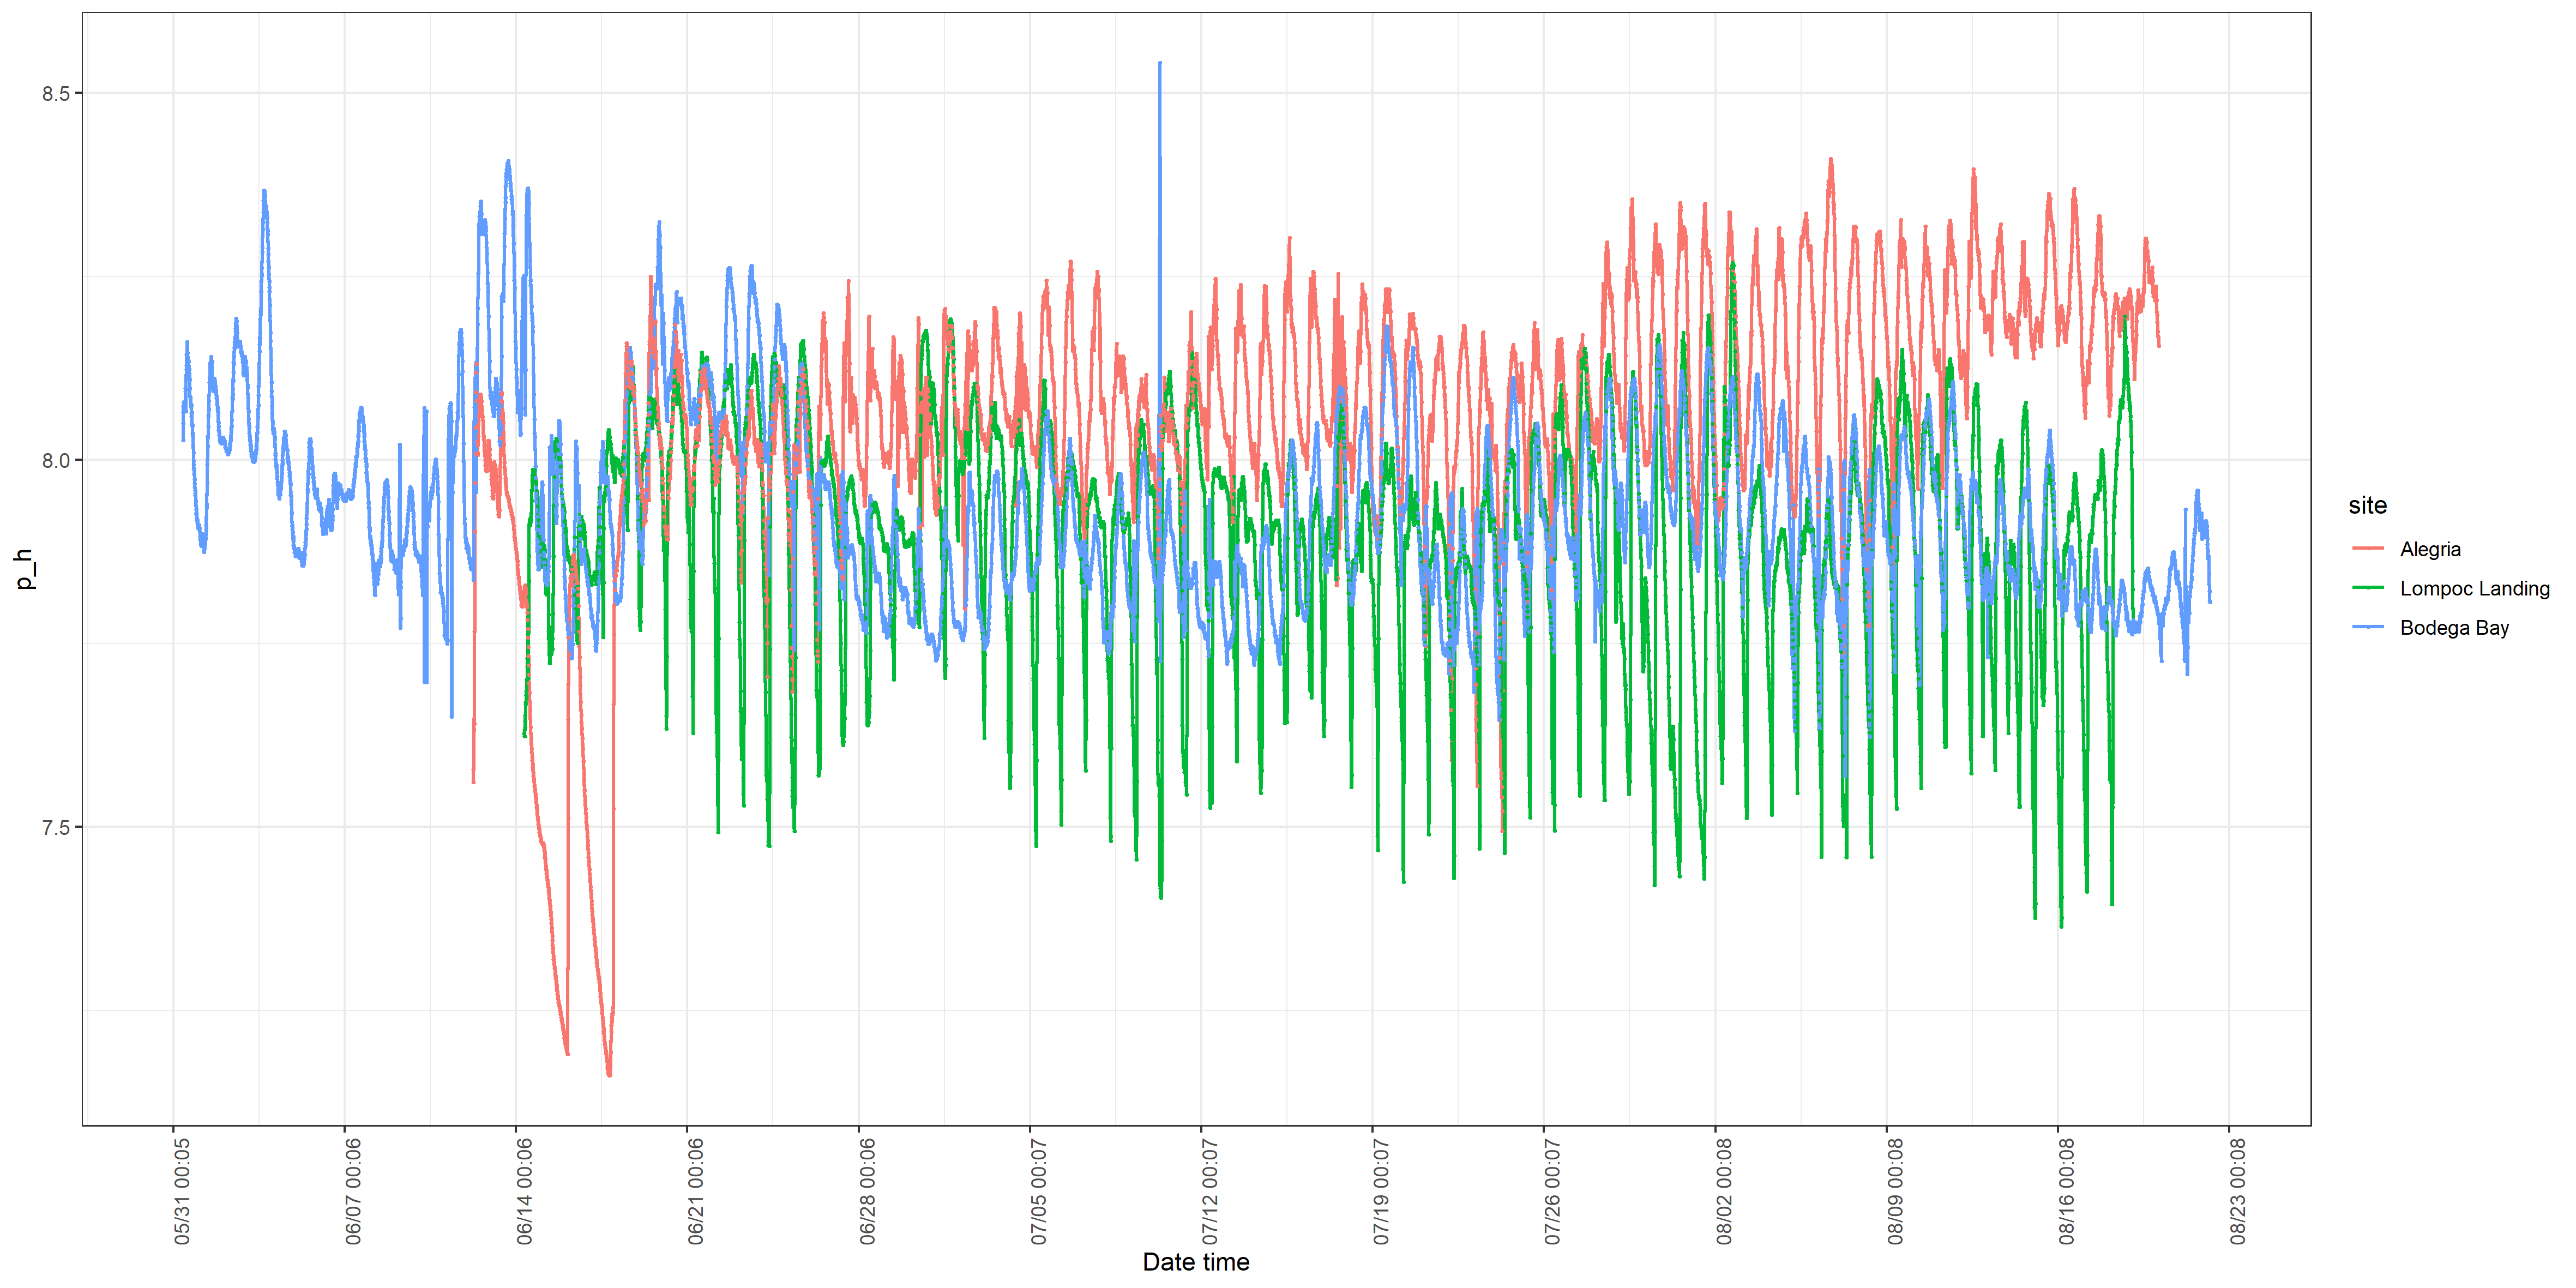 8.5
8.0
7.5
p_h
05/31 00:05
06/07 00:06
06/14 00:06
06/21 00:06
06/28 00:06
07/05 00:07
07/12 00:07
07/19 00:07
07/26 00:07
08/02 00:08
08/09 00:08
08/16 00:08
08/23 00:08
Date time
site
Alegria
Lompoc Landing
Bodega Bay